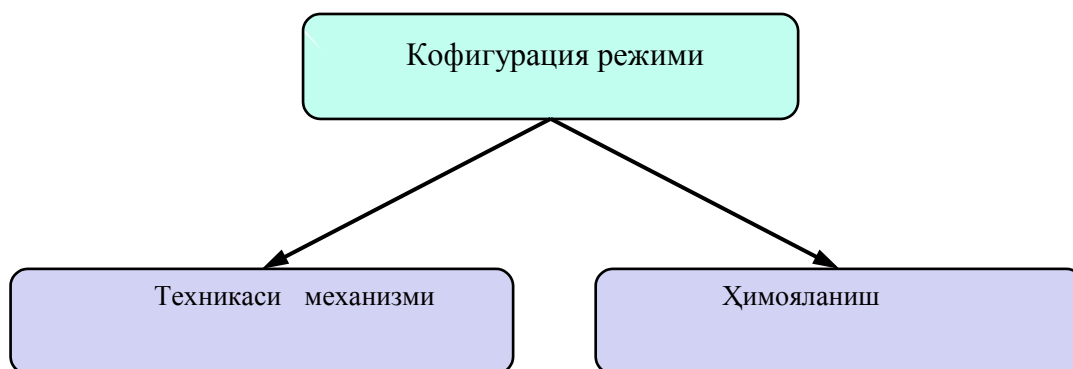 Кофигурация режими
Техникаси механизми
Ҳимояланиш